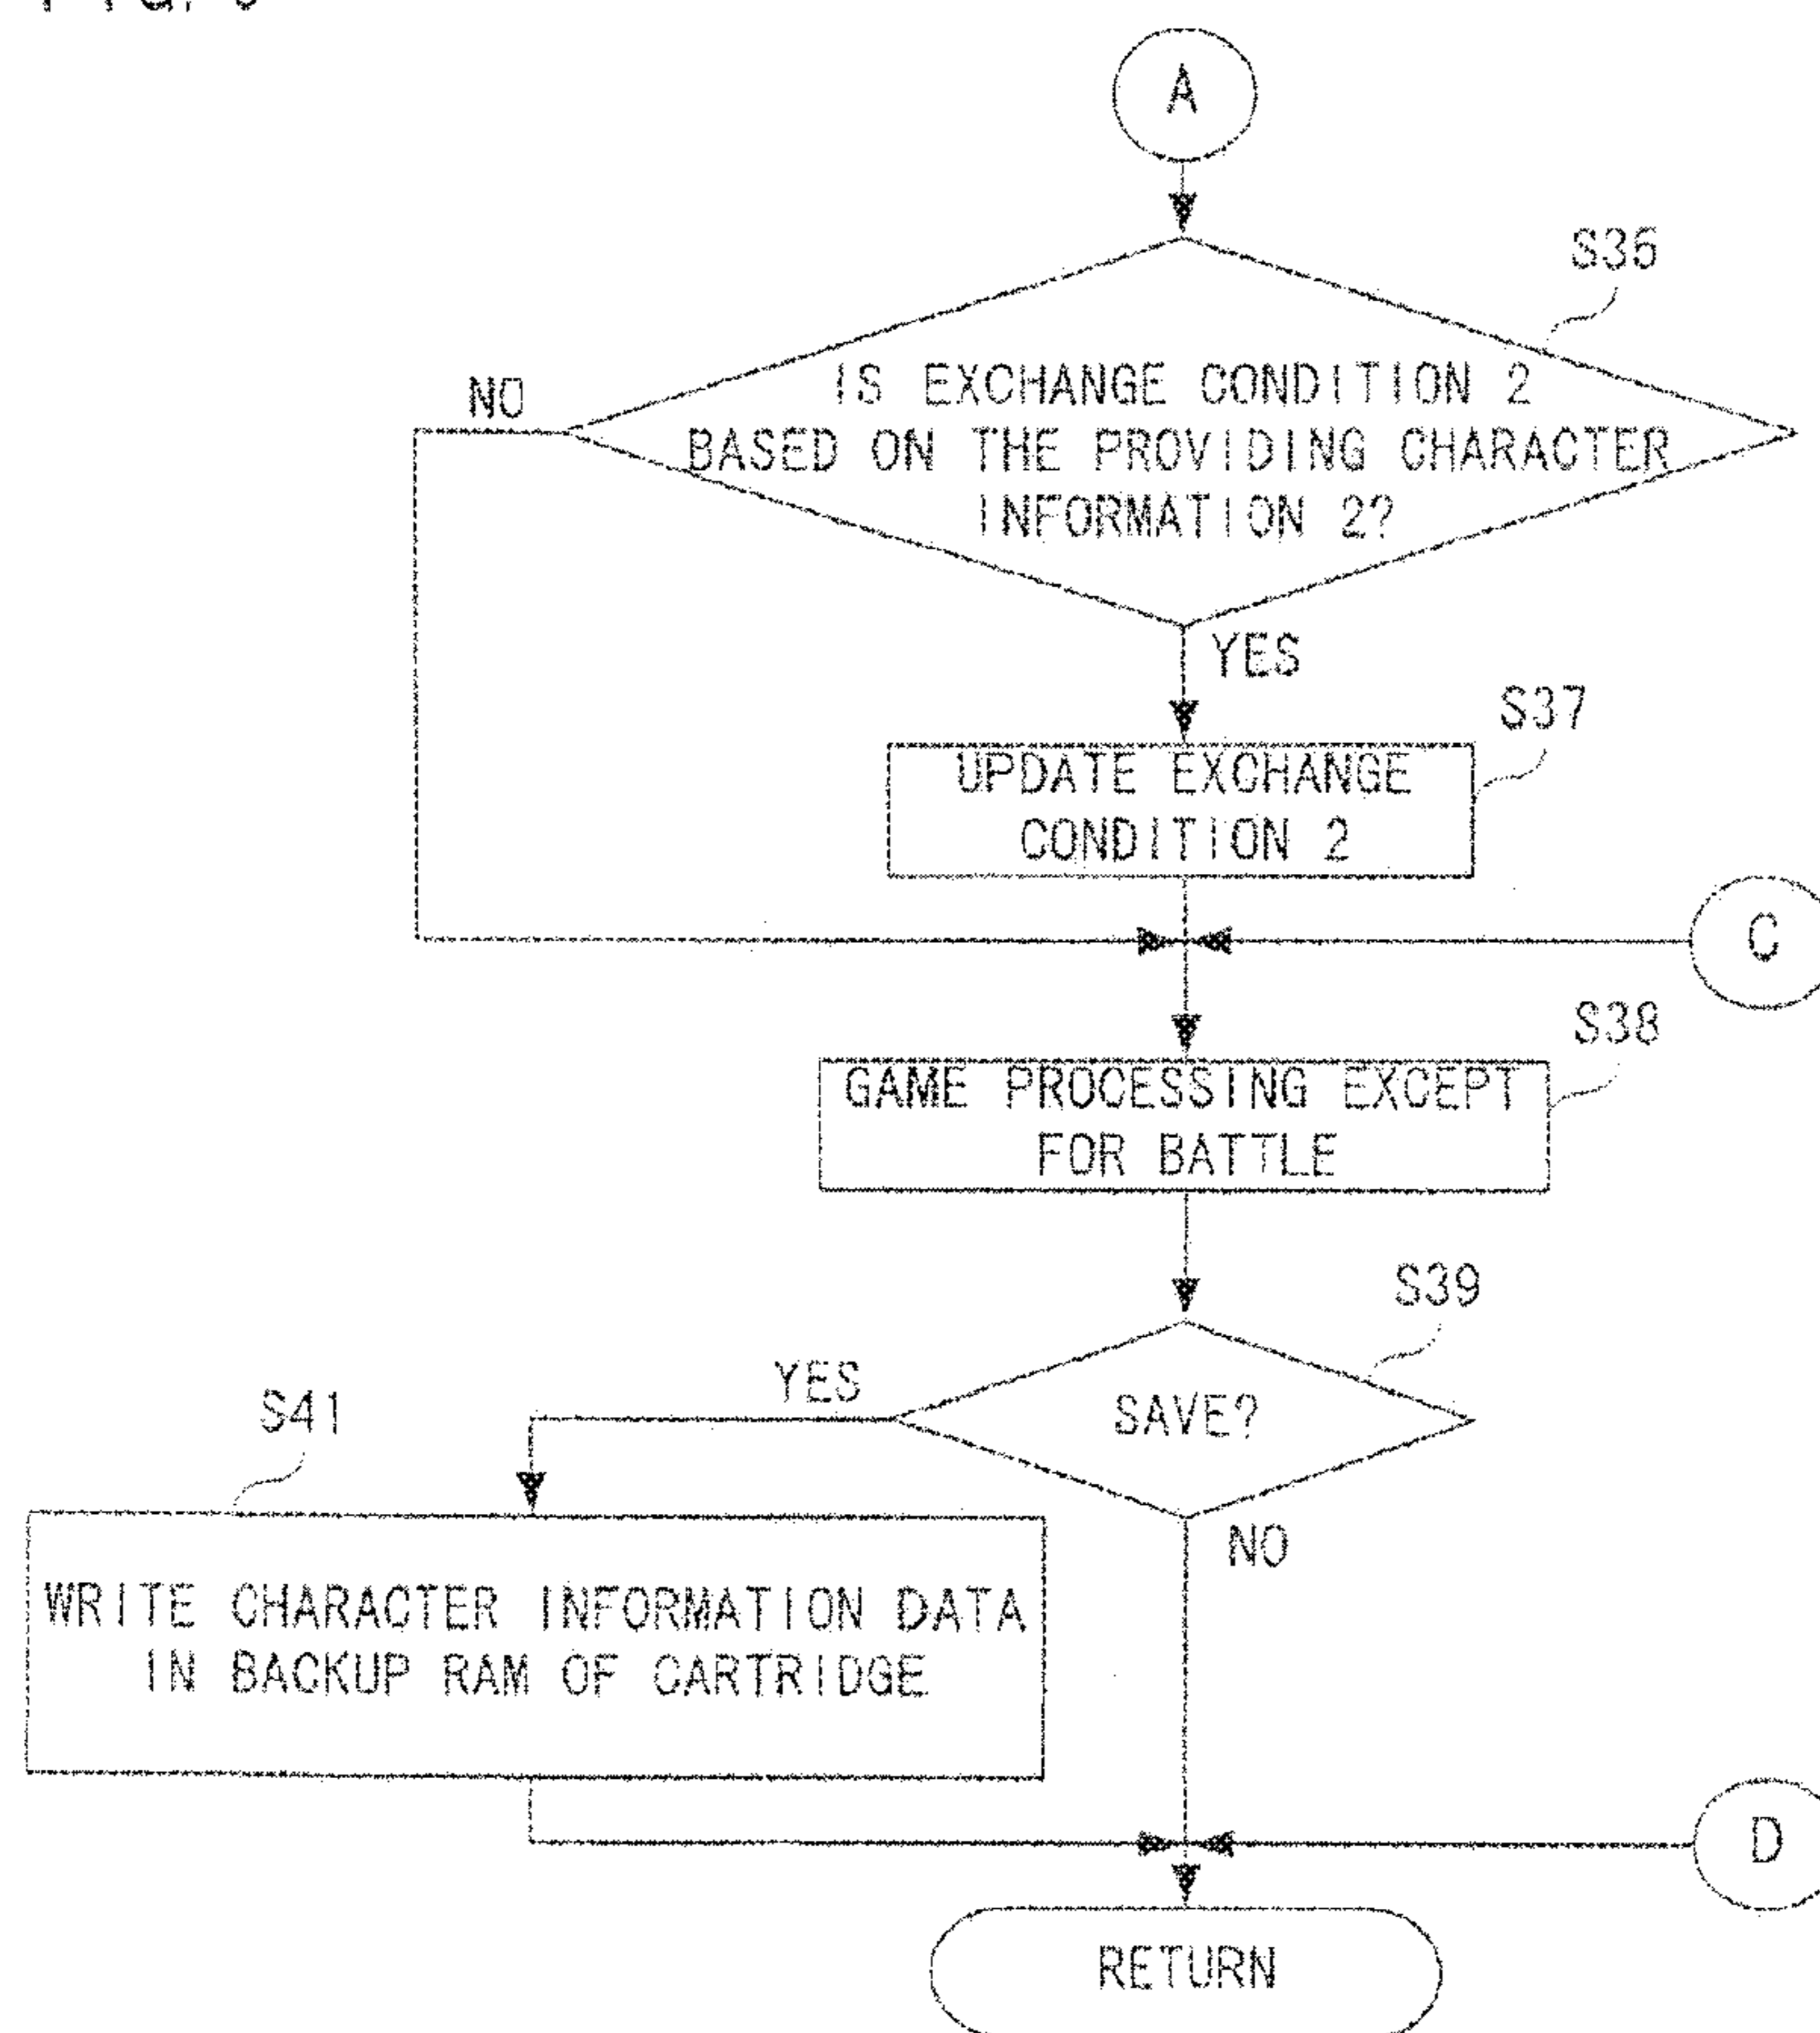 A
S35
IS EXCHANGE CONDITION 2
BASED ON THE PROVIDING CHARACTER
INFORMATION 2?
NO
YES
S37
UPDATE EXCHANGE
CONDITION 2
C
S38
GAME PROCESSING EXCEPT
FOR BATTLE
S39
SAVE?
YES
NO
S41
WRITE CHARACTER INFORMATION DATA
IN BACKUP RAM OF CARTRIDGE
D
RETURN